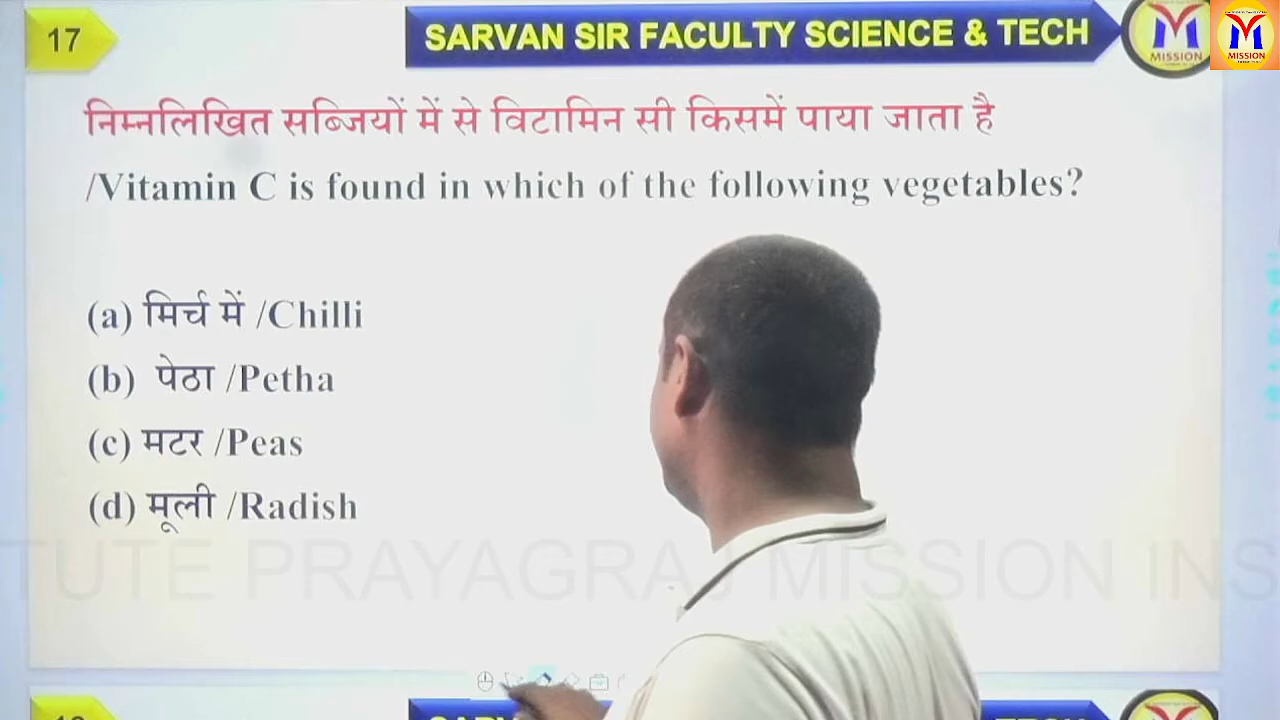 17
SARVAN SIR FACULTY SCIENCE & TECH
MISSION
MISSION
निम्नलिखित सब्जियों में से विटामिन सी किसमें पाया जाता है
/Vitamin C is found in which of the following vegetables?
(a) मिर्च में /Chilli
(b) पेठा /Petha
(c) मटर /Peas
(d) मूली /Radish
TUTE PRAYAGRAJ MISSION INS